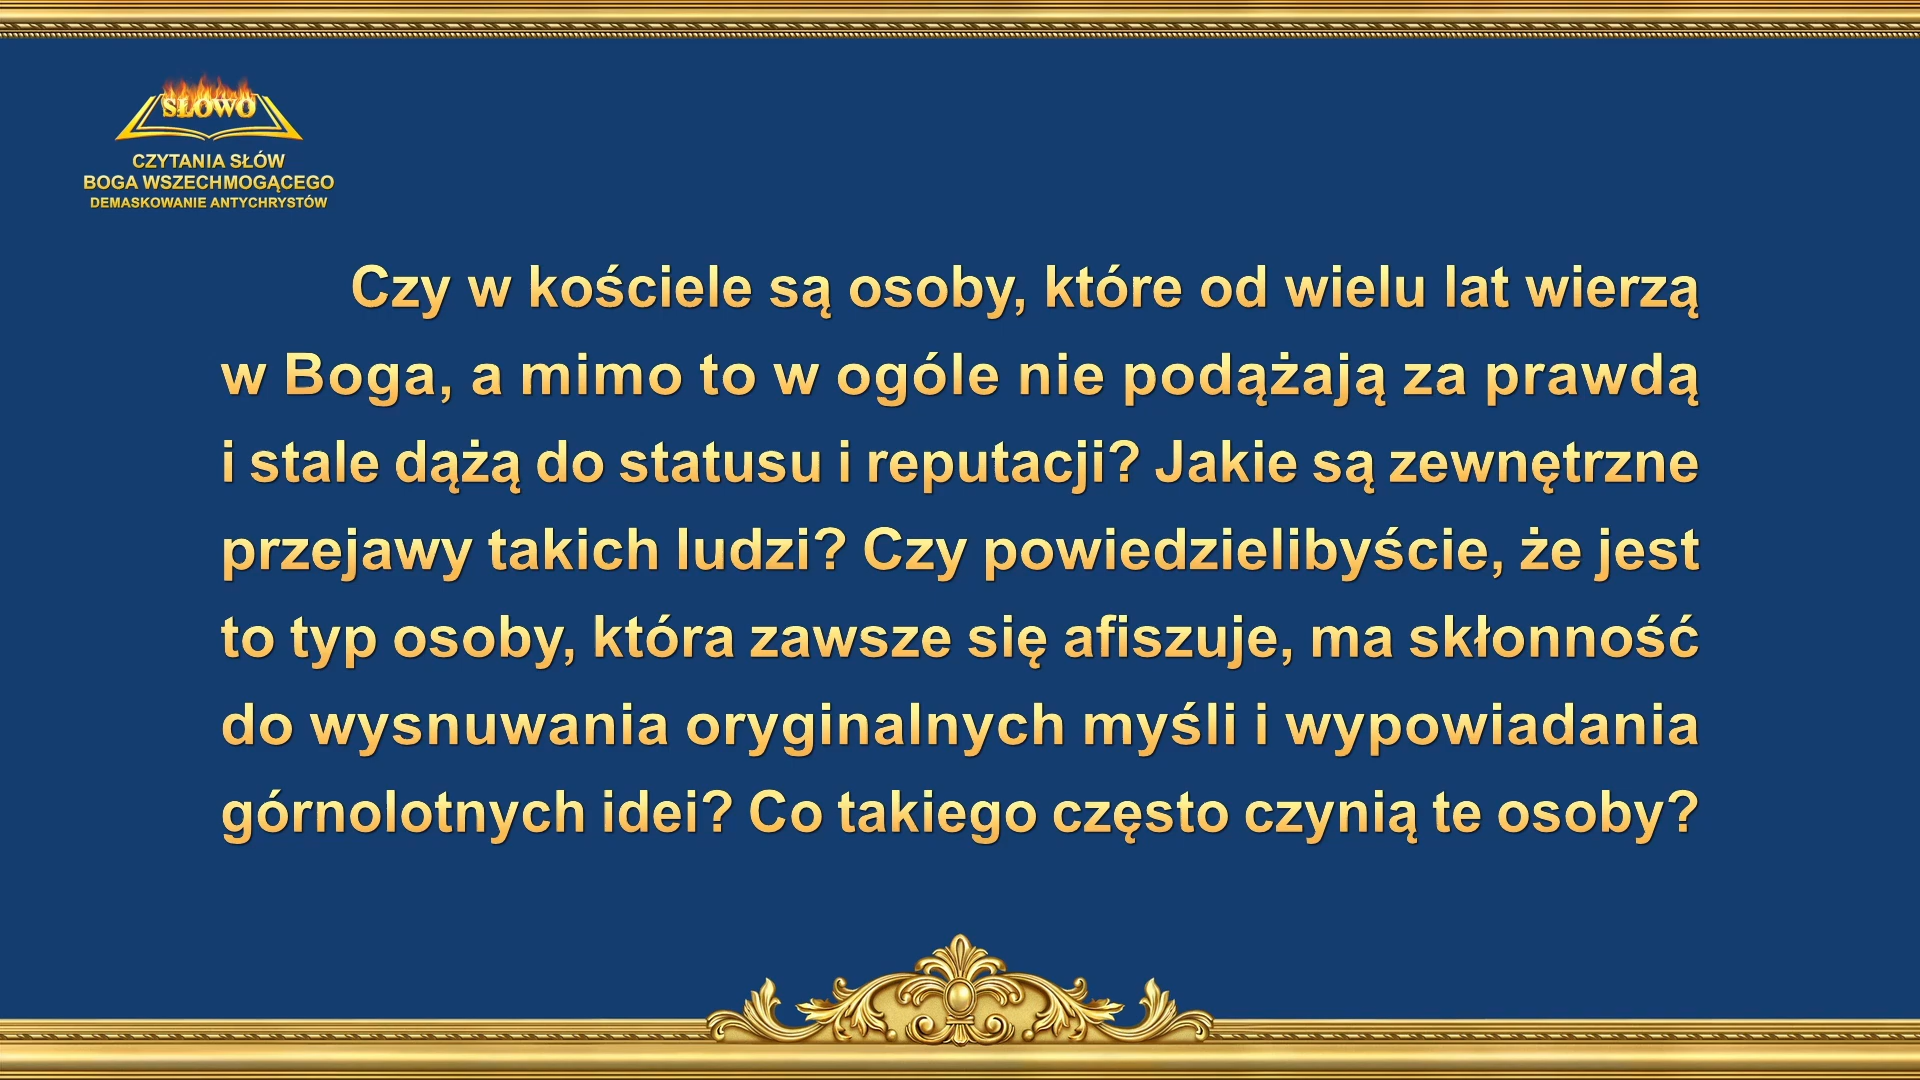 SŁOWO
CZYTANIA SŁÓW
BOGA WSZECHMOGĄCEGO
DEMASKOWANIE ANTYCHRYSTÓW
Czy w kościele są osoby, które od wielu lat wierzą
w Boga, a mimo to w ogóle nie podążają za prawdą
i stale dążą do statusu i reputacji? Jakie są zewnętrzne
przejawy takich ludzi? Czy powiedzielibyście, że jest
to typ osoby, która zawsze się afiszuje, ma skłonność
do wysnuwania oryginalnych myśli i wypowiadania
górnolotnych idei? Co takiego często czynią te osoby?